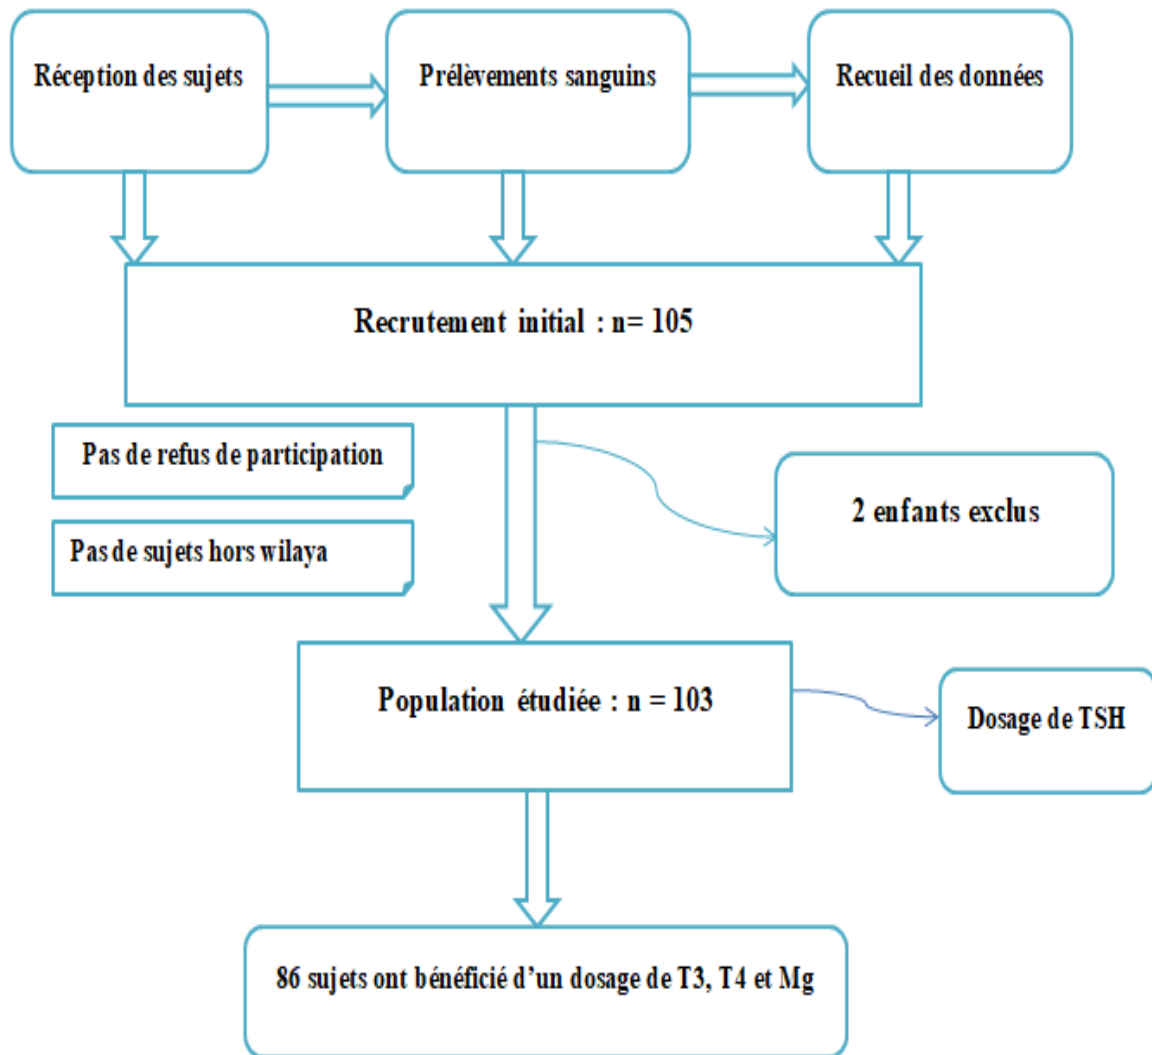 Réception des sujets
Prélèvements sanguins
Recueil des données
Recrutement initial : n= 105
Pas de refus de participation
2 enfants exclus
Pas de sujets hors wilaya
Population étudiée : n = 103
Dosage de TSH
86 sujets ont bénéficié d’un dosage de T3, T4 et Mg